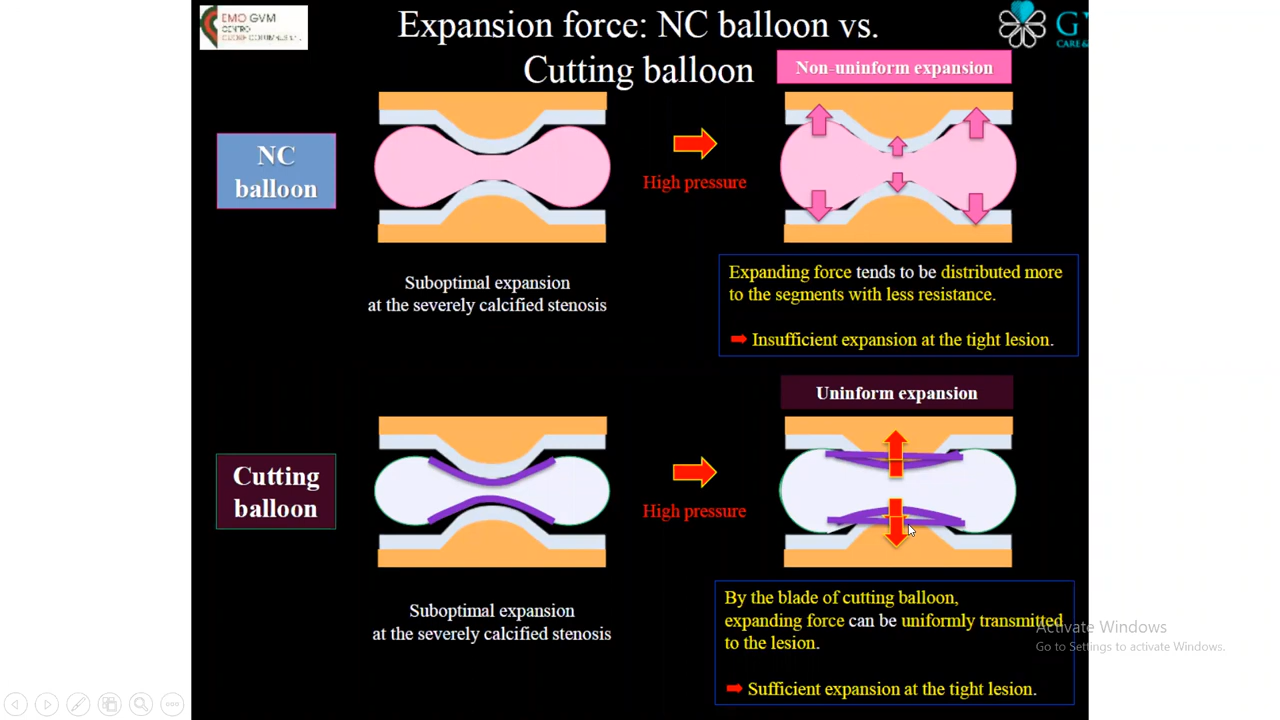 EMO GVM
CENTRO
Expansion force: NC balloon vs.
Cutting balloon
G
CARE &
Non-uniform expansion
NC
balloon
High pressure
Suboptimal expansion
at the severely calcified stenosis
Expanding force tends to be distributed more
to the segments with less resistance.
Insufficient expansion at the tight lesion.
Uninform expansion
Cutting
balloon
High pressure
Suboptimal expansion
at the severely calcified stenosis
By the blade of cutting balloon,
expanding force can be uniformly transmitted
to the lesion.
Sufficient expansion at the tight lesion.
Activate Windows
Go to Settings to activate Windows.